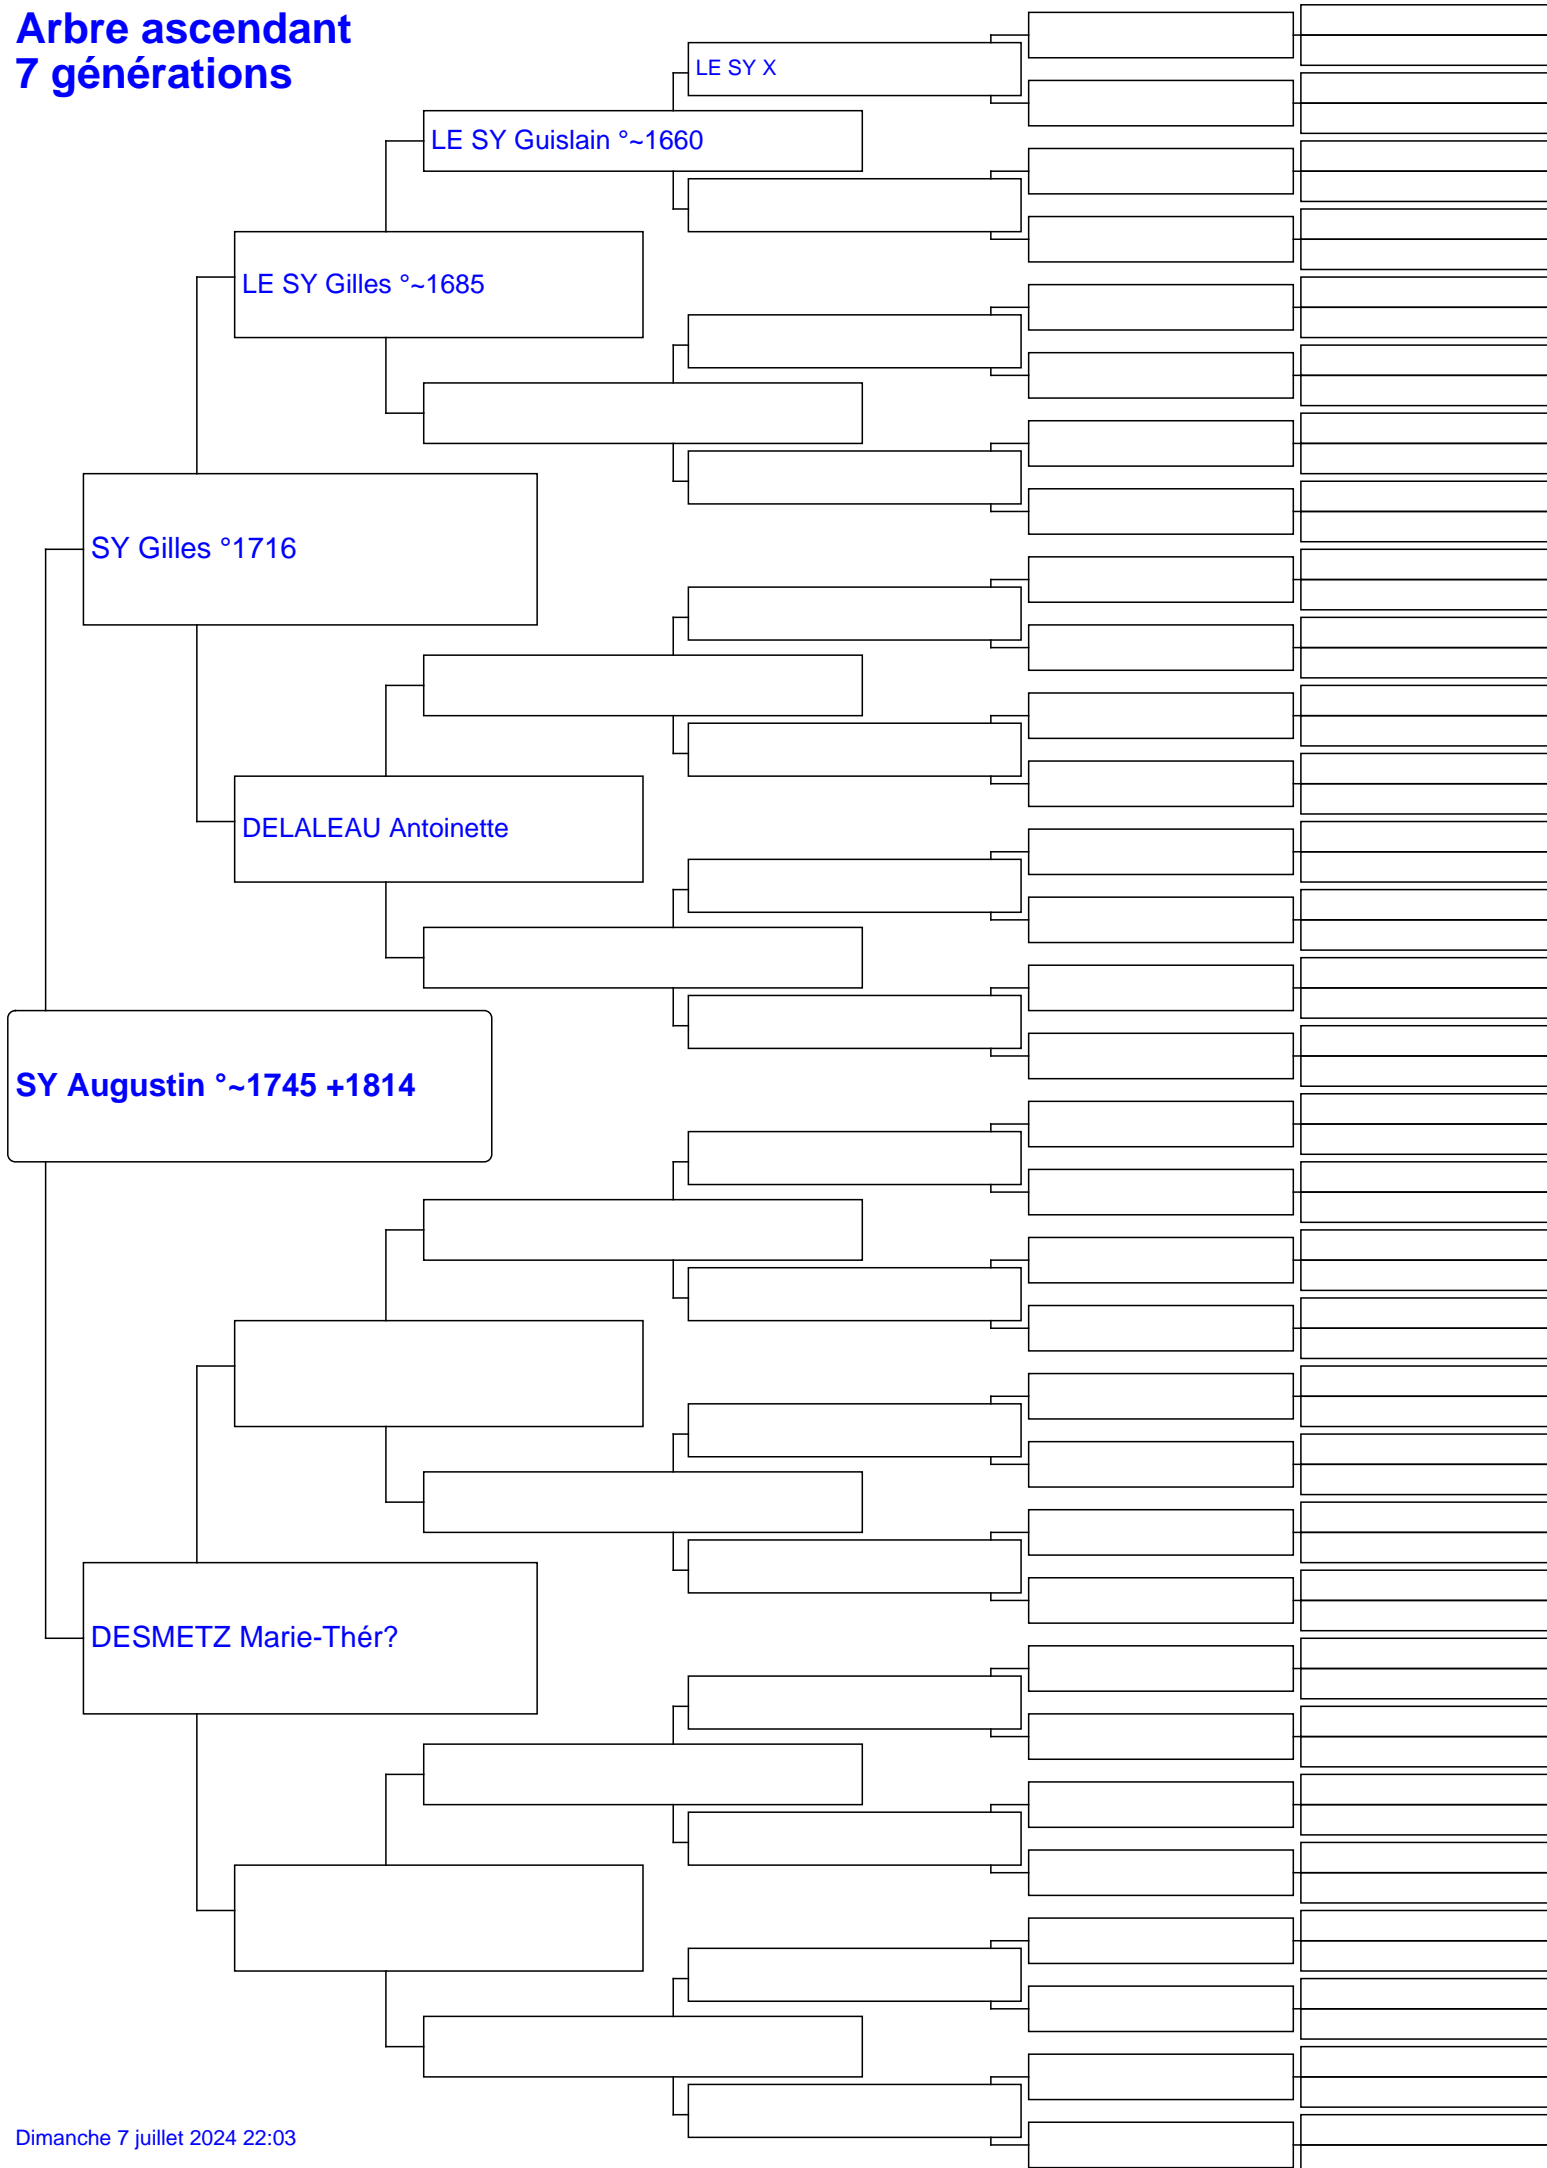 Arbre ascendant
7 générations
LE SY X
LE SY Guislain °~1660
LE SY Gilles °~1685
SY Gilles °1716
DELALEAU Antoinette
SY Augustin °~1745 +1814
DESMETZ Marie-Thér?
Dimanche 7 juillet 2024 22:03